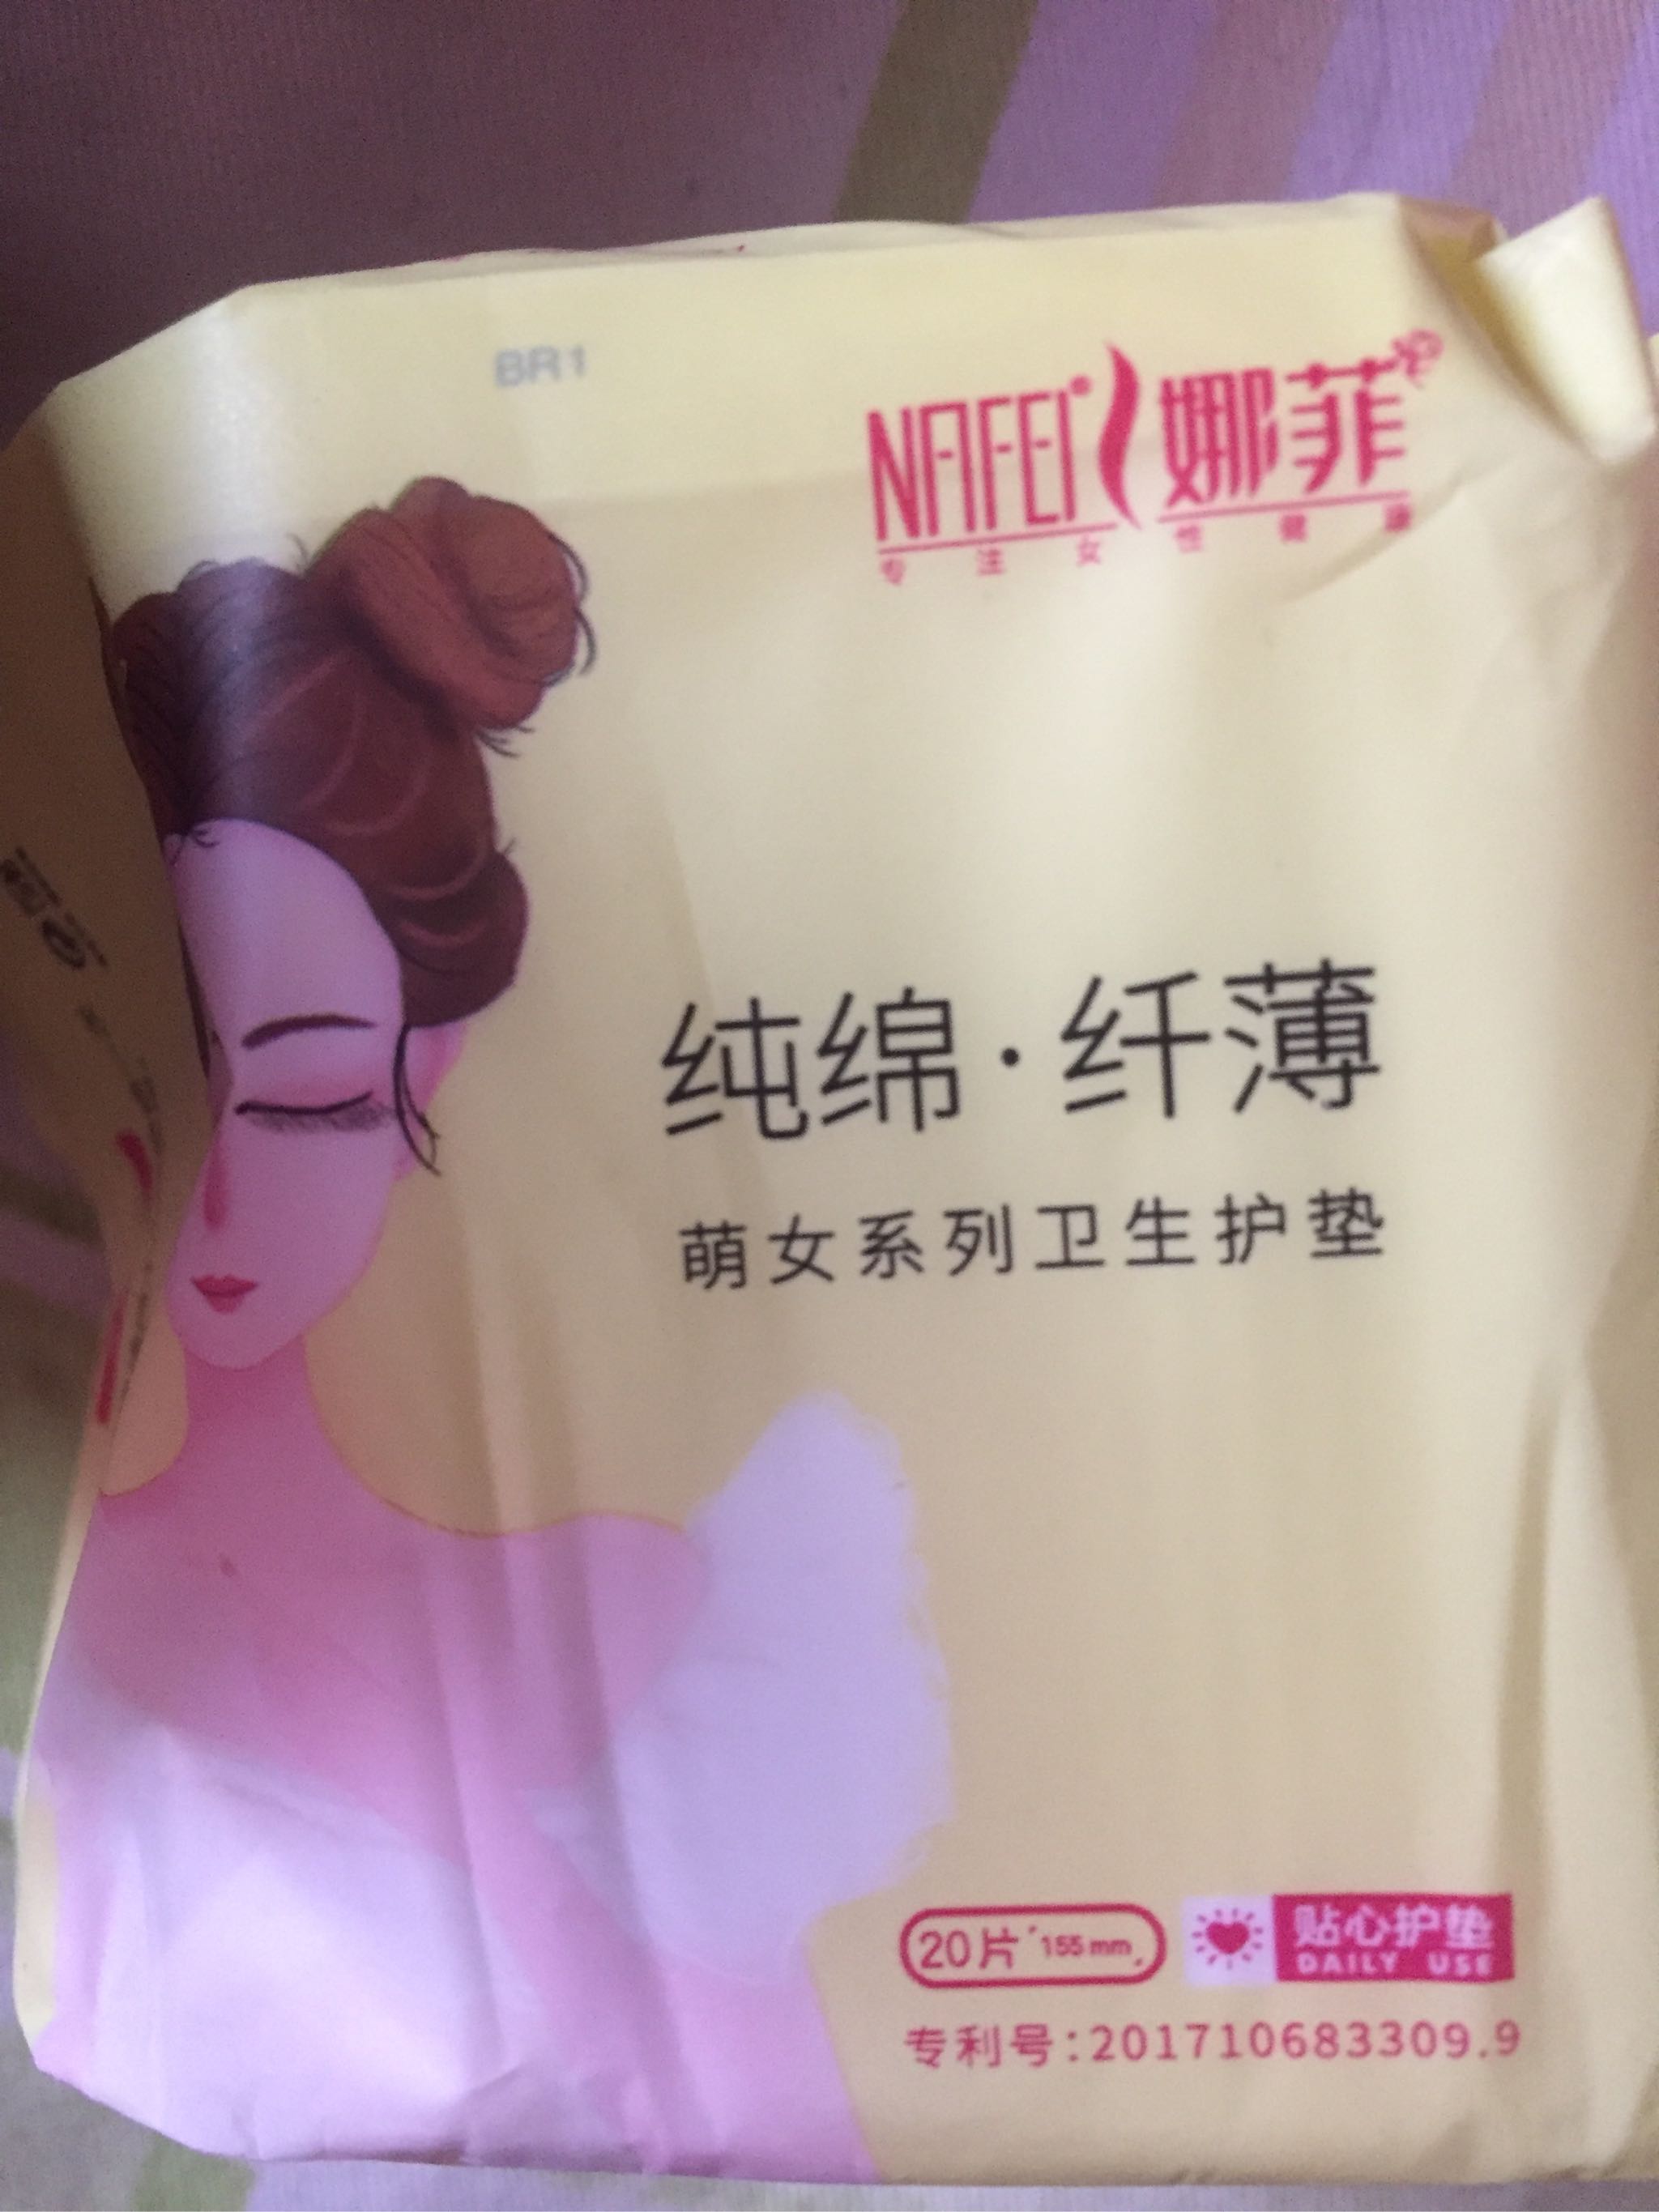 BR1
NAFEI® 娜菲
专注女性健康
纯绵·纤薄
萌女系列卫生护垫
20片 155mm
贴心护垫
DAILY USE
专利号:201710683309.9